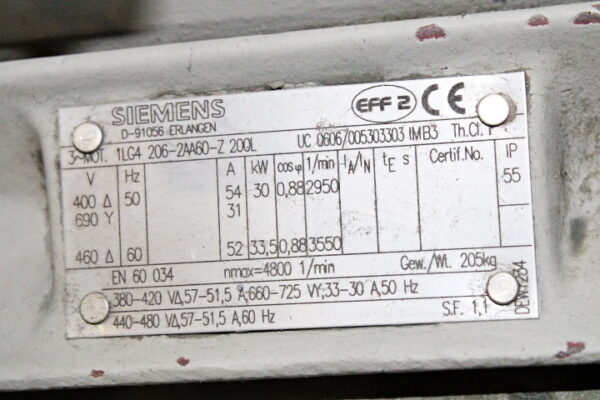 SIEMENS EFF 2 CE
D-91056 ERLANGEN
3~MOT. 1LG4 206-2AA60-Z 200L UC 0606/005303303 IMB3 Th.Cl. F
V Hz A kW cosφ 1/min tA/IN tE s Certif.No. IP
400 Δ 50 54 30 0,88 2950 55
690 Y 31
460 Δ 60 52 33,5 0,88 3550
EN 60 034 nmax=4800 1/min Gew./Wt. 205kg
380-420 VΔ,57-51,5 A;660-725 VY;33-30 A,50 Hz
440-480 VΔ,57-51,5 A,60 Hz S.F. 1,1